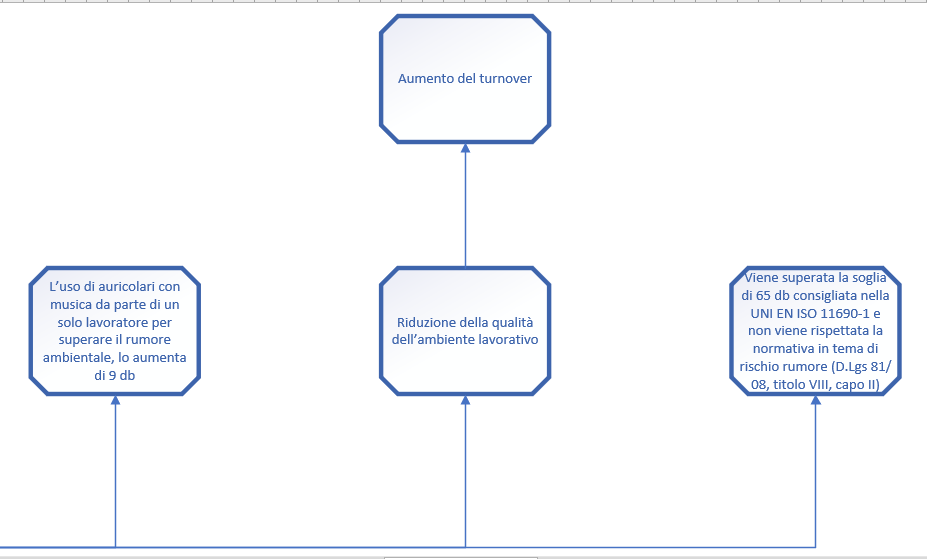 Aumento del turnover
L'uso di auricolari con
musica da parte di un
solo lavoratore per
superare il rumore
ambientale, lo aumenta
di 9 db
Riduzione della qualità
dell'ambiente lavorativo
Viene superata la soglia
di 65 db consigliata nella
UNI EN ISO 11690-1 e
non viene rispettata la
normativa in tema di
rischio rumore (D.Lgs 81/
08, titolo VIII, capo II)